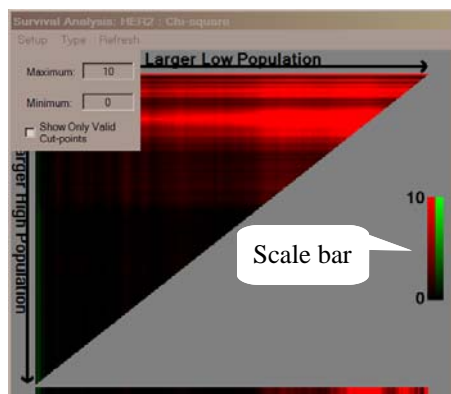 Survival Analysis: HER2 : Chi-square
Setup Type Refresh
Larger Low Population
Maximum: 10
Minimum: 0
Show Only Valid
Cut-points
High Population
10
Scale bar
0